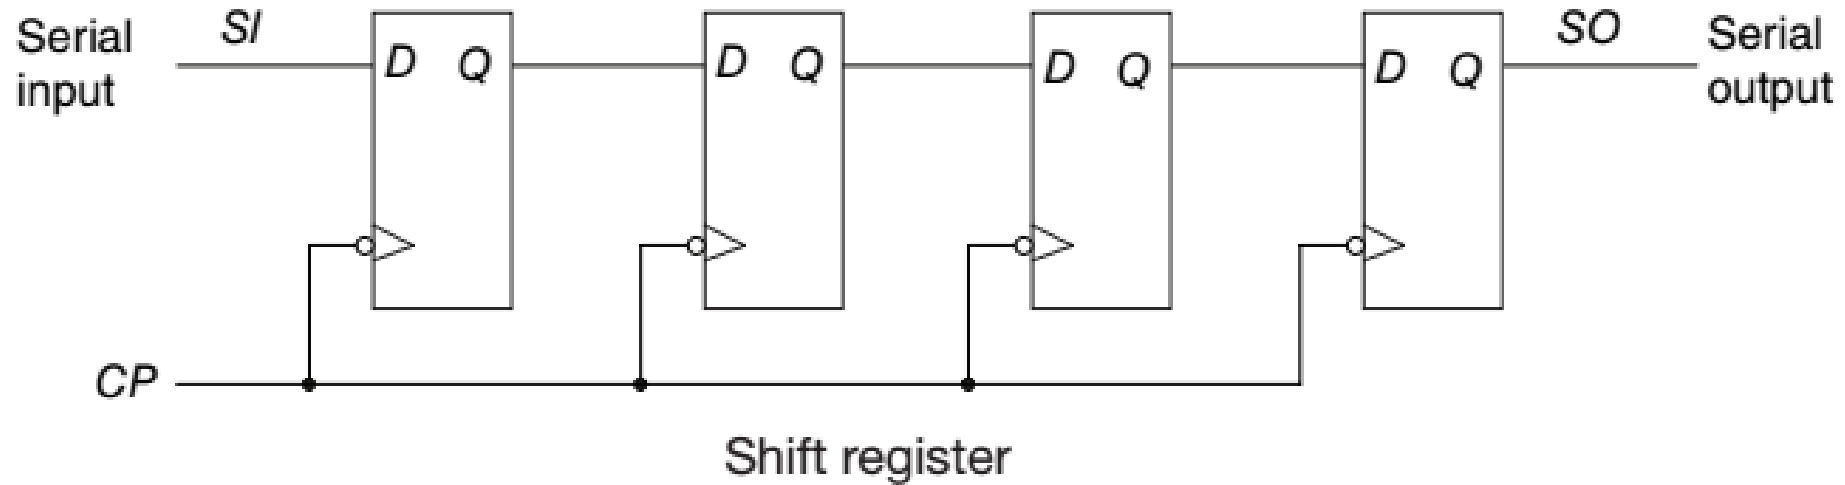 Serial
input
SI
D Q
D Q
D Q
D Q
SO
Serial
output
CP
Shift register